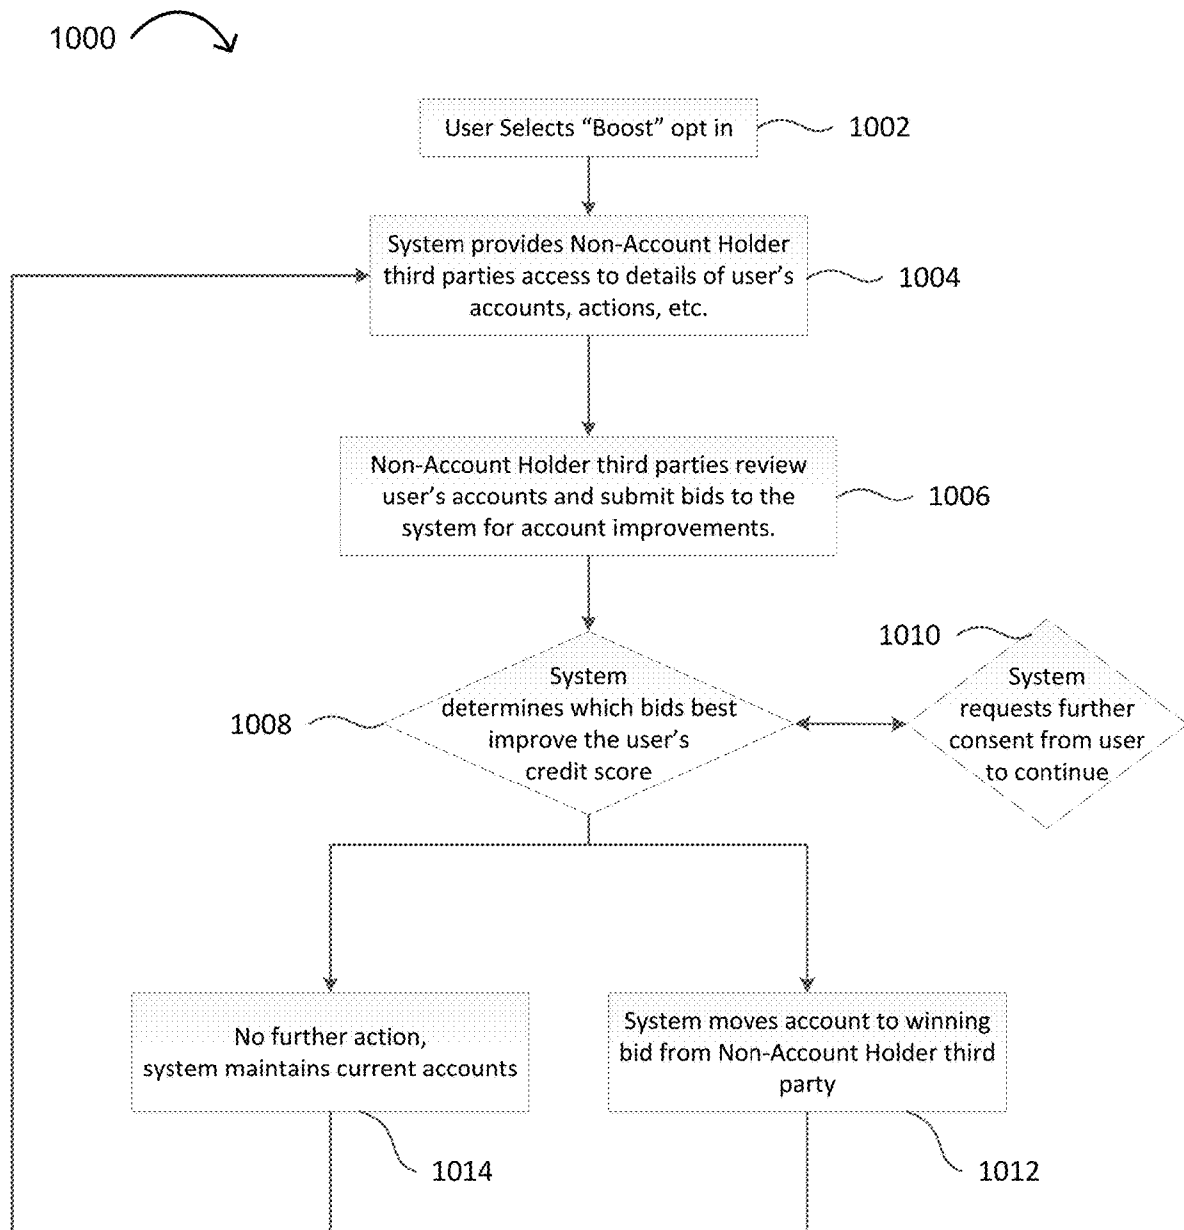 1000
User Selects “Boost” opt in
1002
System provides Non-Account Holder
third parties access to details of user’s
accounts, actions, etc.
1004
Non-Account Holder third parties review
user’s accounts and submit bids to the
system for account improvements.
1006
System
determines which bids best
improve the user’s
credit score
1008
1010
System
requests further
consent from user
to continue
No further action,
system maintains current accounts
1014
System moves account to winning
bid from Non-Account Holder third
party
1012